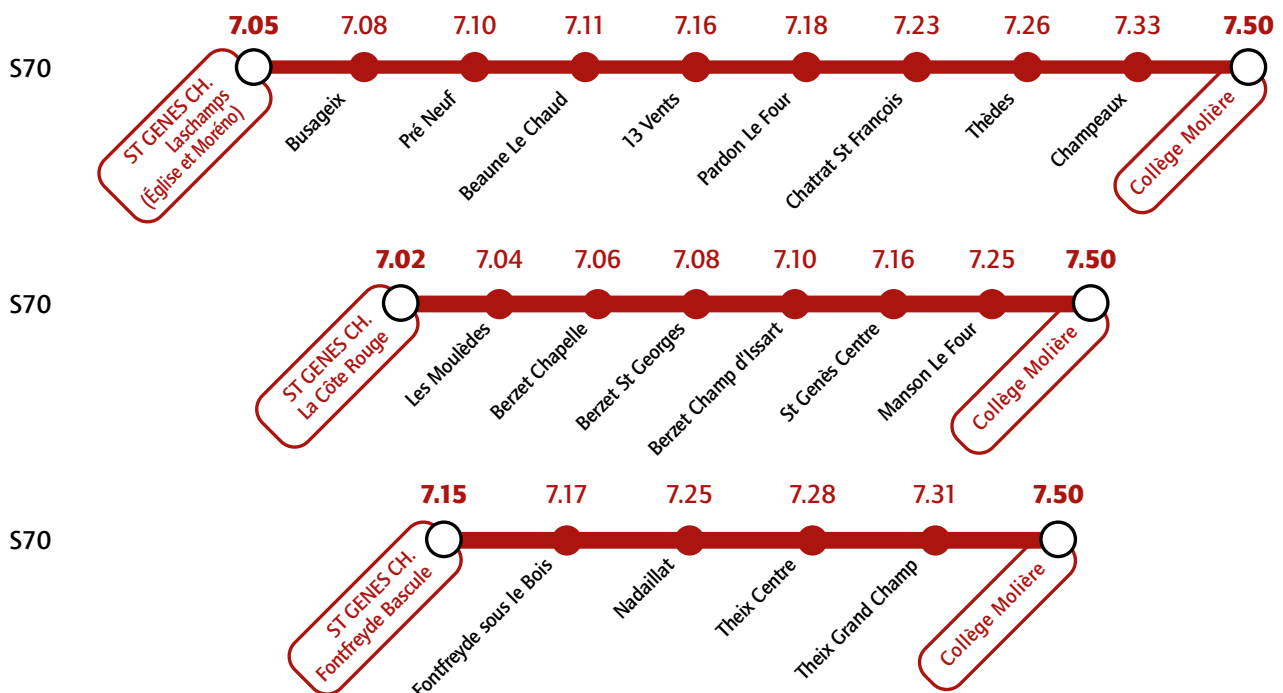 7.05 7.08 7.10 7.11 7.16 7.18 7.23 7.26 7.33 7.50
S70
ST GENES CH.
Laschamps
(Église et Moréno)
Busageix
Pré Neuf
Beaune Le Chaud
13 Vents
Pardon Le Four
Chatrat St François
Thèdes
Champeaux
Collège Molière
7.02 7.04 7.06 7.08 7.10 7.16 7.25 7.50
S70
ST GENES CH.
La Côte Rouge
Les Moulèdes
Berzet Chapelle
Berzet St Georges
Berzet Champ d'Issart
St Genès Centre
Manson Le Four
Collège Molière
7.15 7.17 7.25 7.28 7.31 7.50
S70
ST GENES CH.
Fontfreyde Bascule
Fontfreyde sous le Bois
Nadaillat
Theix Centre
Theix Grand Champ
Collège Molière